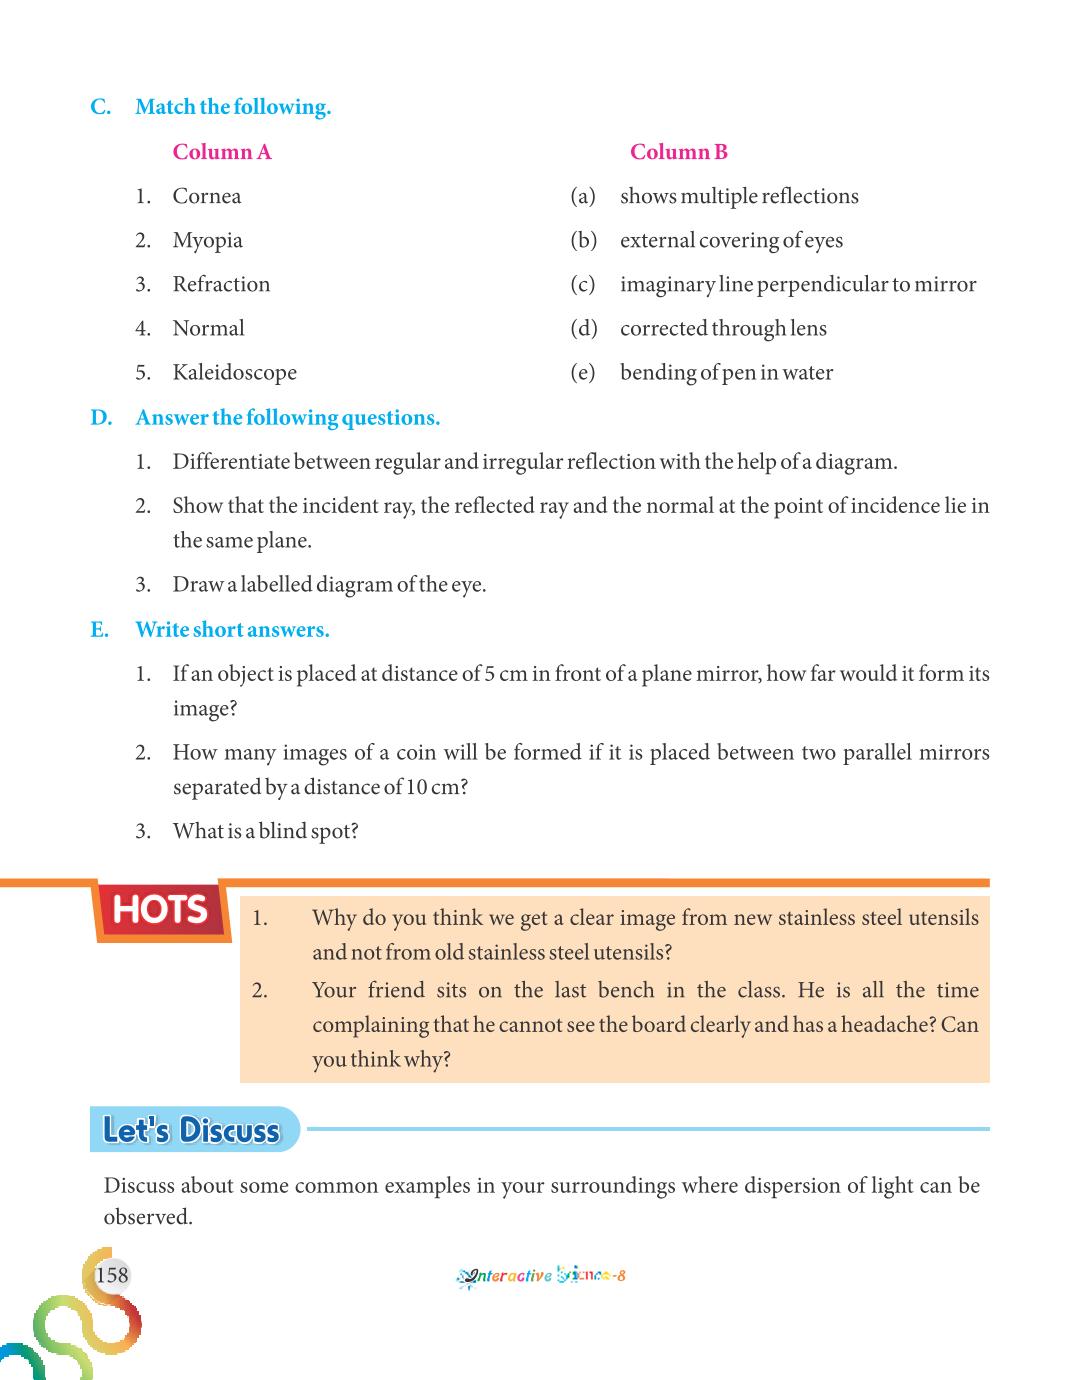 C. Match the following.
Column A Column B
1. Cornea (a) shows multiple reflections
2. Myopia (b) external covering of eyes
3. Refraction (c) imaginary line perpendicular to mirror
4. Normal (d) corrected through lens
5. Kaleidoscope (e) bending of pen in water
D. Answer the following questions.
1. Differentiate between regular and irregular reflection with the help of a diagram.
2. Show that the incident ray, the reflected ray and the normal at the point of incidence lie in
the same plane.
3. Draw a labelled diagram of the eye.
E. Write short answers.
1. If an object is placed at distance of 5 cm in front of a plane mirror, how far would it form its
image?
2. How many images of a coin will be formed if it is placed between two parallel mirrors
separated by a distance of 10 cm?
3. What is a blind spot?
HOTS
1. Why do you think we get a clear image from new stainless steel utensils
and not from old stainless steel utensils?
2. Your friend sits on the last bench in the class. He is all the time
complaining that he cannot see the board clearly and has a headache? Can
you think why?
Let's Discuss
Discuss about some common examples in your surroundings where dispersion of light can be
observed.
158
Interactive Science-8